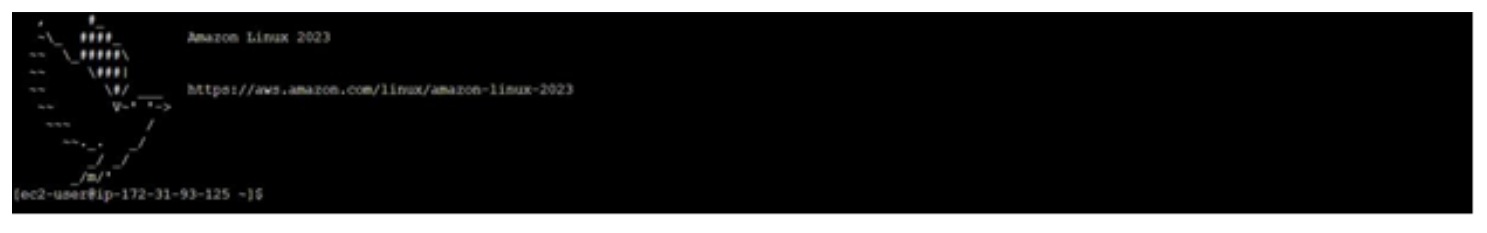 Amazon Linux 2023
https://aws.amazon.com/linux/amazon-linux-2023
[ec2-user@ip-172-31-93-125 ~]$